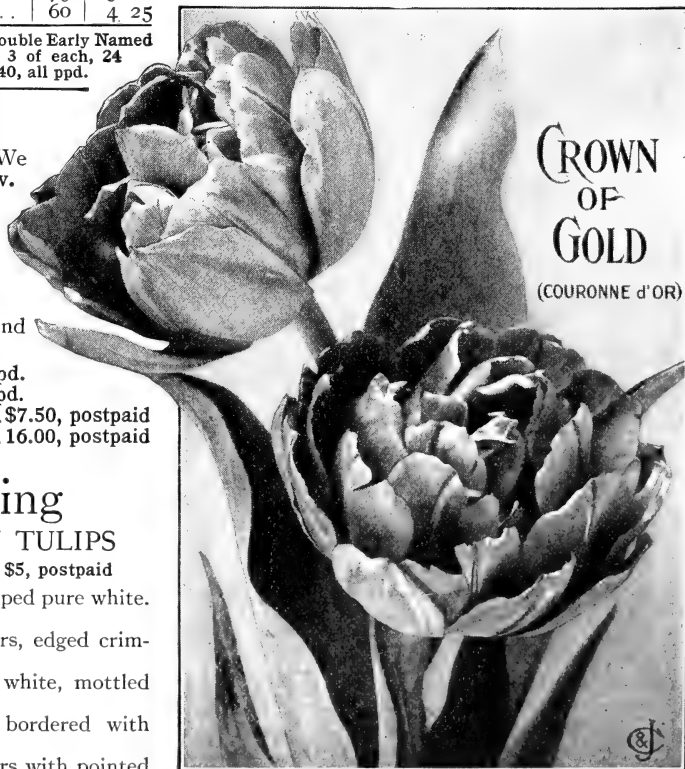 60 4 25
ouble Early Named
3 of each, 24
40, all ppd.
We
w.
nd
pd.
pd.
$7.50, postpaid
16.00, postpaid
ing
TULIPS
$5, postpaid
ped pure white.
rs, edged crim-
white, mottled
bordered with
rs with pointed
CROWN
OF
GOLD
(COURONNE d'OR)
C&J